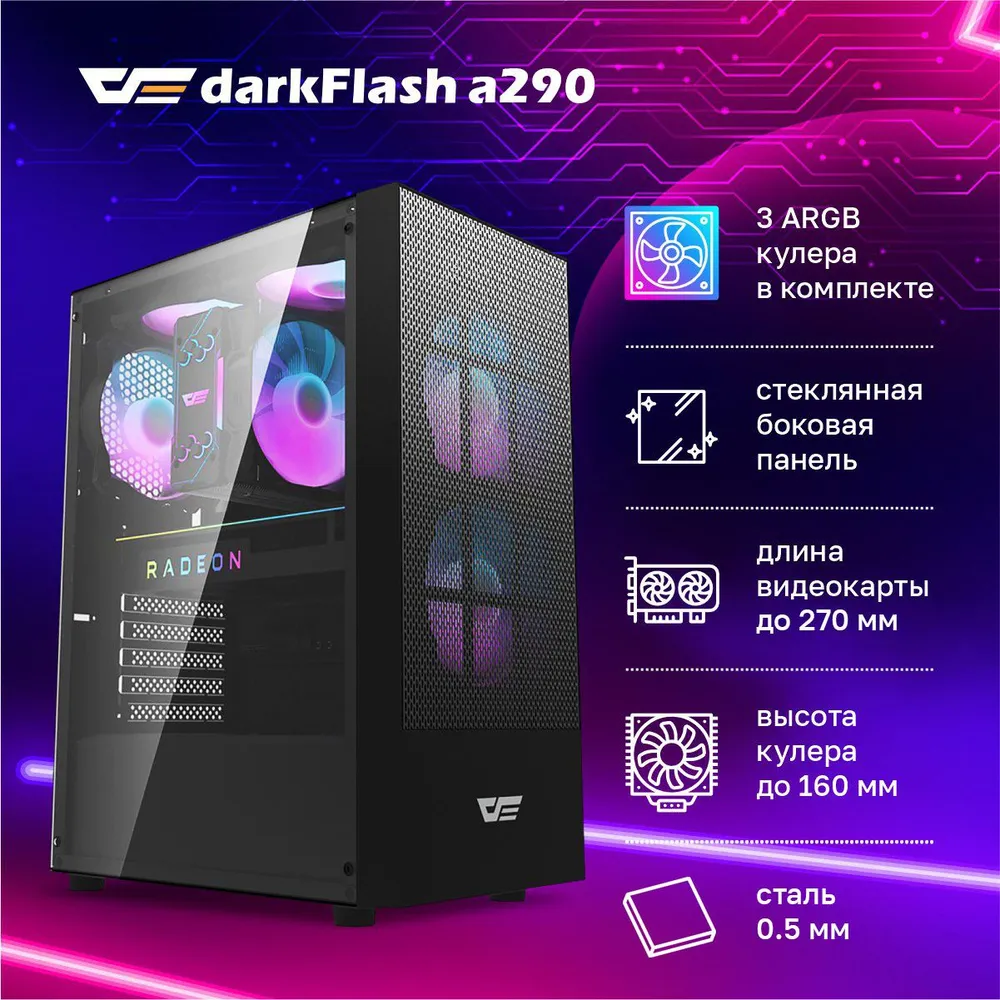 darkFlash a290
3 ARGB
кулера
в комплекте
стеклянная
боковая
панель
длина
видеокарты
до 270 мм
высота
кулера
до 160 мм
сталь
0.5 мм
RADEON